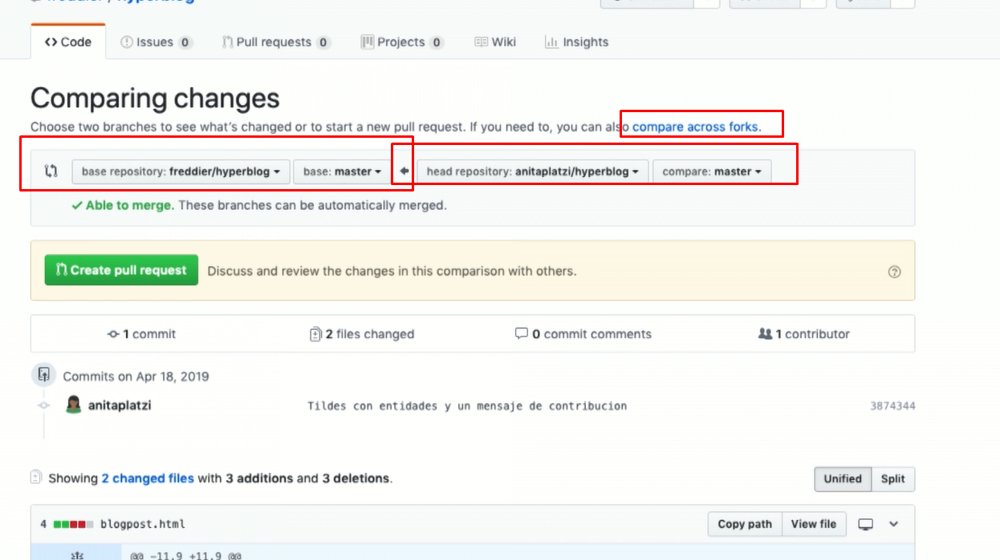 freddier / hyperblog
Code Issues 0 Pull requests 0 Projects 0 Wiki Insights
Comparing changes
Choose two branches to see what's changed or to start a new pull request. If you need to, you can also compare across forks.
base repository: freddier/hyperblog base: master head repository: anitaplatzi/hyperblog compare: master
Able to merge. These branches can be automatically merged.
Create pull request Discuss and review the changes in this comparison with others.
1 commit 2 files changed 0 commit comments 1 contributor
Commits on Apr 18, 2019
anitaplatzi Tildes con entidades y un mensaje de contribucion 3874344
Showing 2 changed files with 3 additions and 3 deletions. Unified Split
4 blogpost.html Copy path View file
@@ -11,9 +11,9 @@